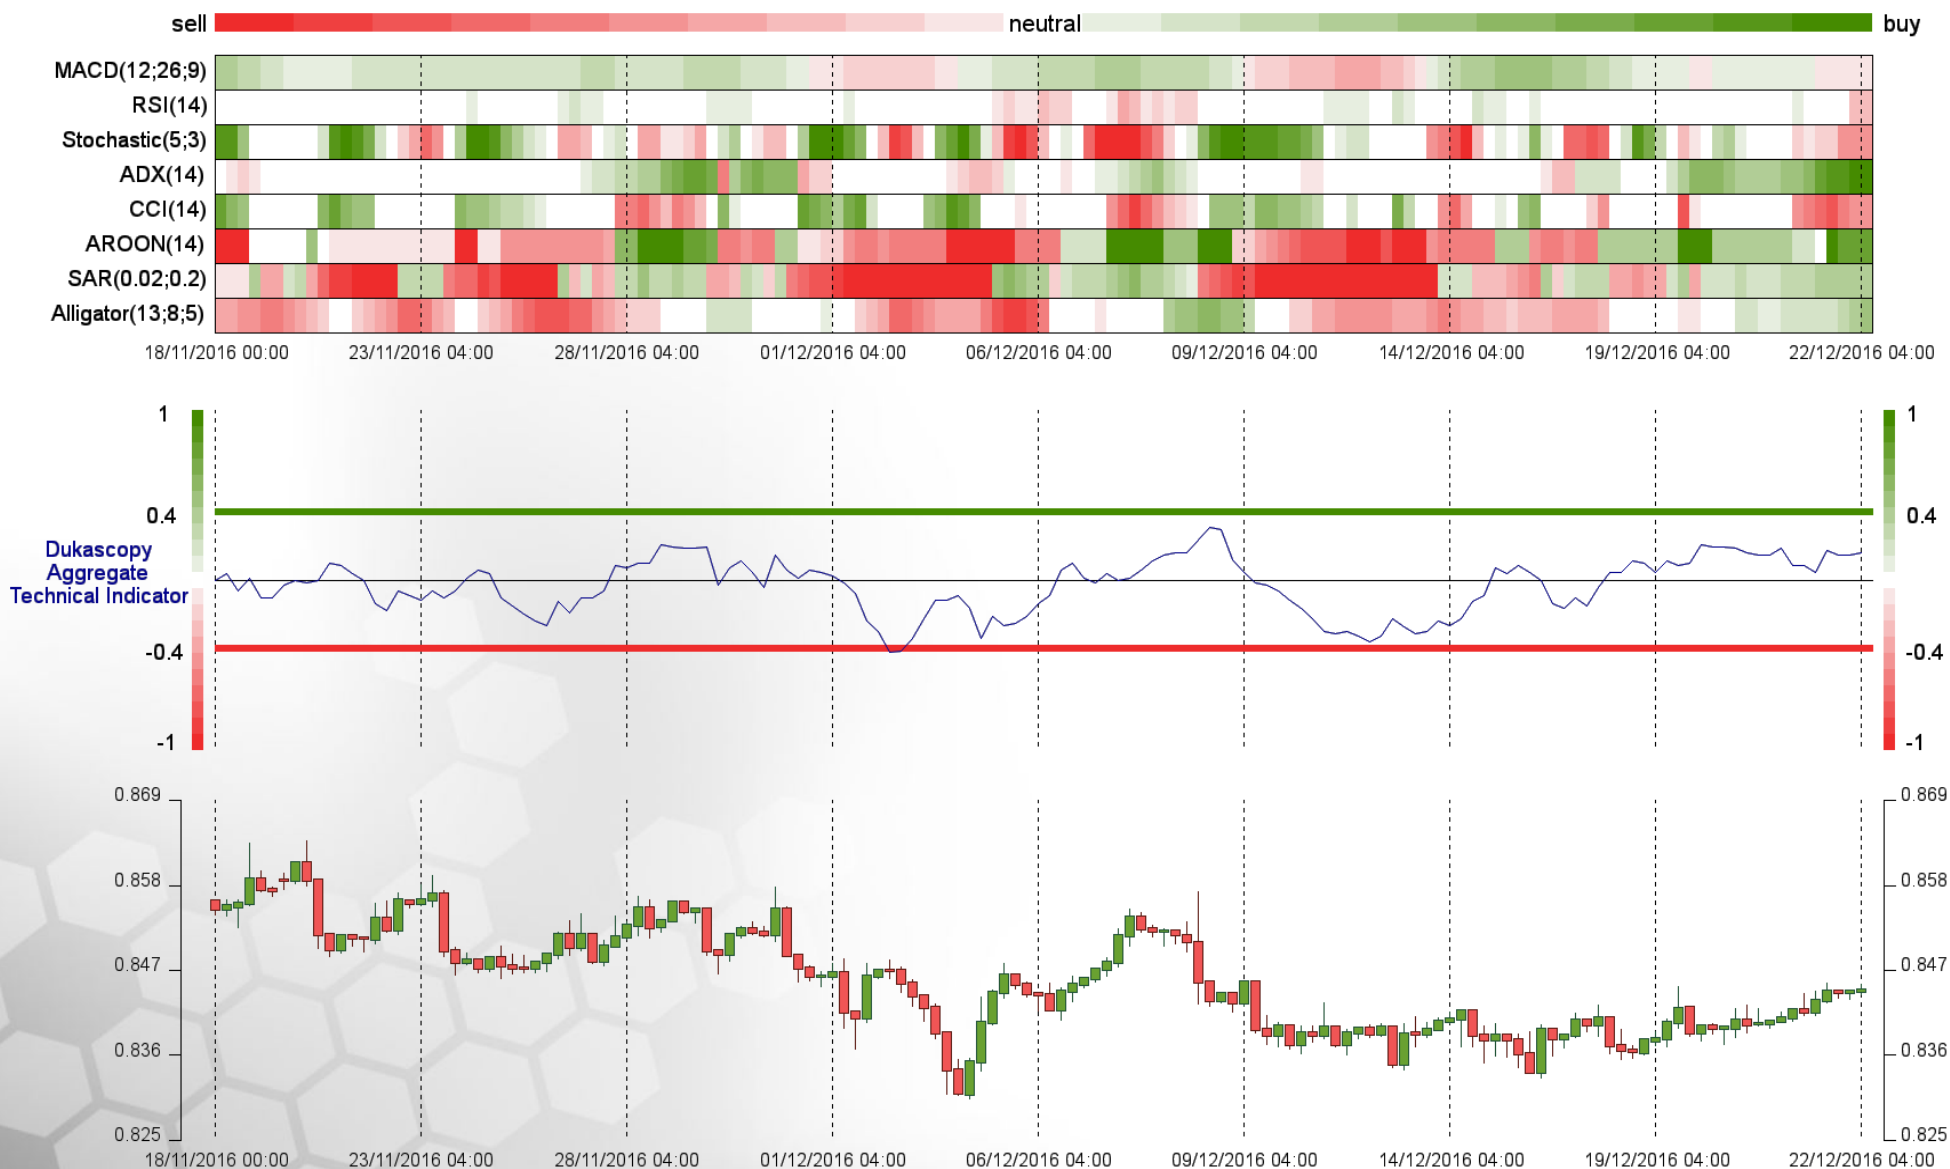 sell neutral buy
MACD(12;26;9)
RSI(14)
Stochastic(5;3)
ADX(14)
CCI(14)
AROON(14)
SAR(0.02;0.2)
Alligator(13;8;5)
18/11/2016 00:00 23/11/2016 04:00 28/11/2016 04:00 01/12/2016 04:00 06/12/2016 04:00 09/12/2016 04:00 14/12/2016 04:00 19/12/2016 04:00 22/12/2016 04:00
1 1
0.4 0.4
Dukascopy
Aggregate
Technical Indicator
-0.4 -0.4
-1 -1
0.869 0.869
0.858 0.858
0.847 0.847
0.836 0.836
0.825 0.825
18/11/2016 00:00 23/11/2016 04:00 28/11/2016 04:00 01/12/2016 04:00 06/12/2016 04:00 09/12/2016 04:00 14/12/2016 04:00 19/12/2016 04:00 22/12/2016 04:00